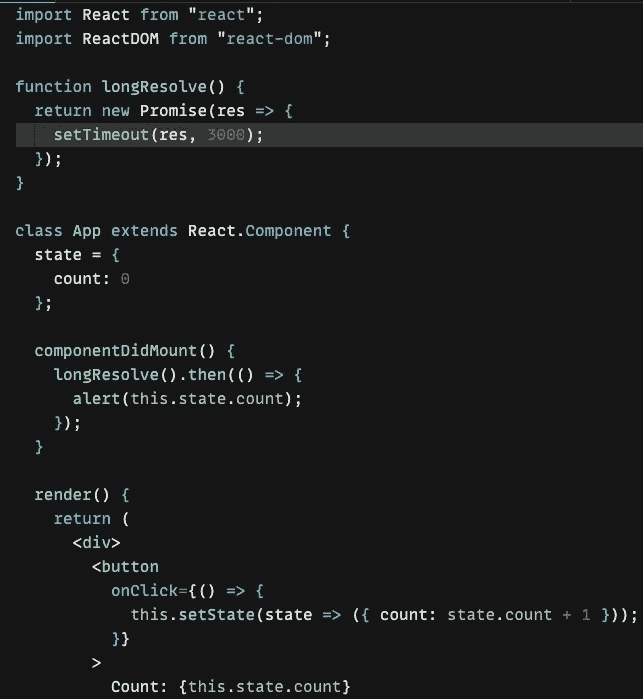 import React from "react";
import ReactDOM from "react-dom";

function longResolve() {
  return new Promise(res => {
    setTimeout(res, 3000);
  });
}

class App extends React.Component {
  state = {
    count: 0
  };

  componentDidMount() {
    longResolve().then(() => {
      alert(this.state.count);
    });
  }

  render() {
    return (
      <div>
        <button
          onClick={() => {
            this.setState(state => ({ count: state.count + 1 }));
          }}
        >
          Count: {this.state.count}